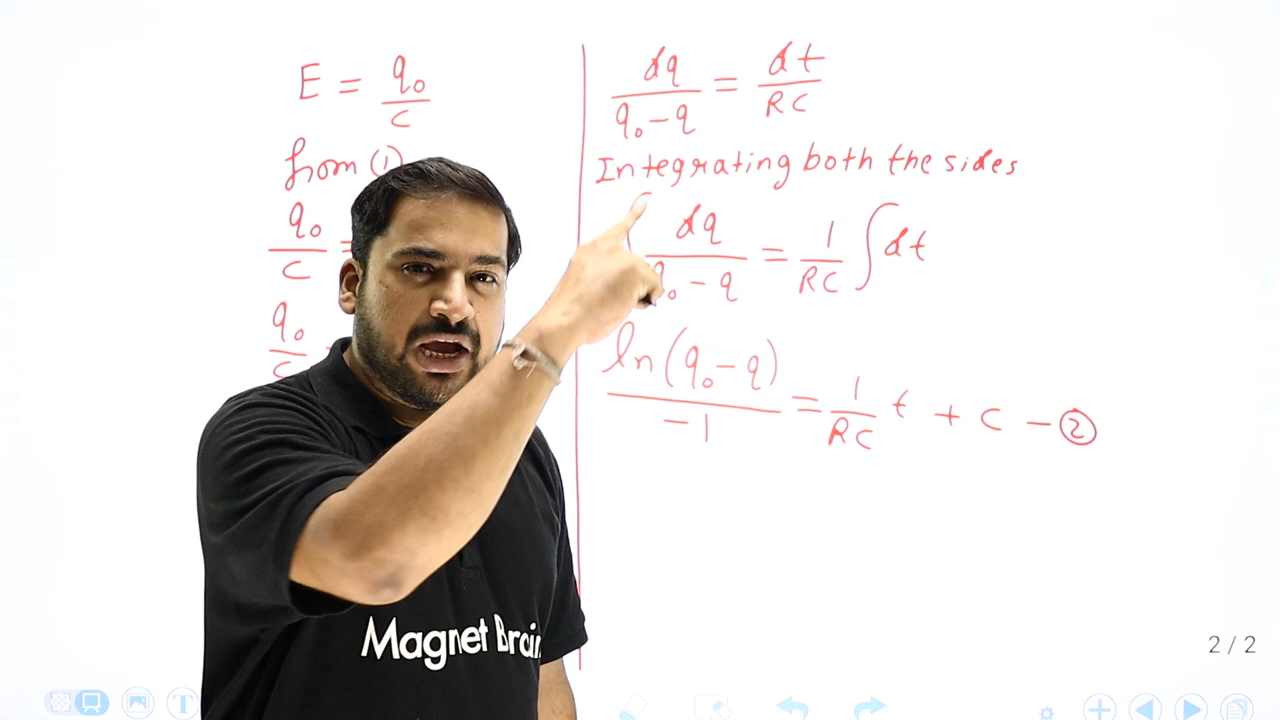 E = q₀/c
from (1)
q₀/c =
q₀/c
dq/(q₀-q) = dt/RC
Integrating both the sides
dq/(q₀-q) = 1/RC ∫dt
ln(q₀-q)/-1 = 1/RC t + c - ②
Magnet Brain
2 / 2
T